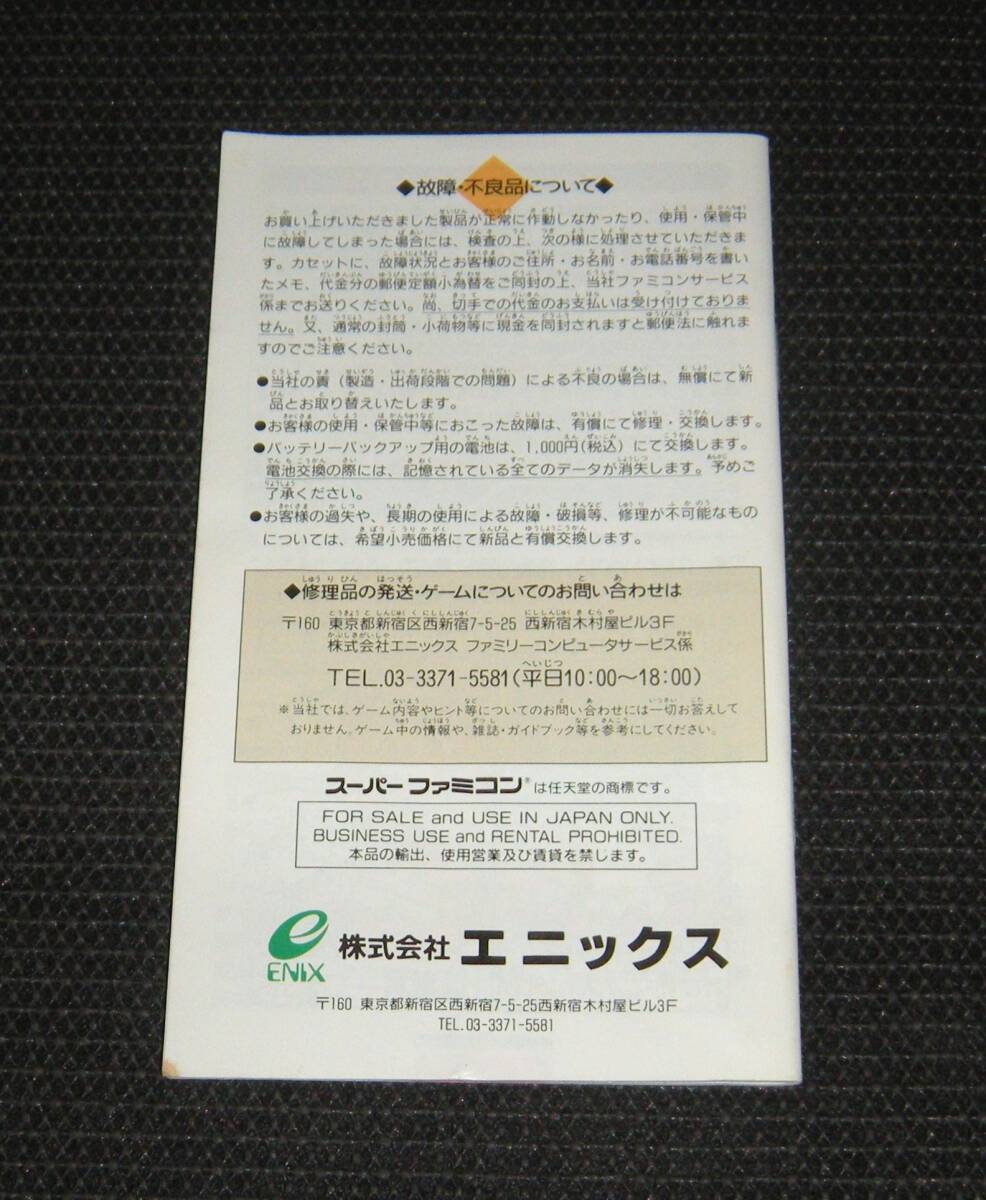 ◆故障・不良品について◆
お買い上げいただきました製品が正常に作動しなかったり、使用・保管中
に故障してしまった場合には、検査の上、次の様に処理させていただきま
す。カセットに、故障状況とお客様のご住所・お名前・お電話番号を書い
たメモ、代金分の郵便定額小為替をご同封の上、当社ファミコンサービス
係までお送りください。尚、切手での代金のお支払いは受け付けておりま
せん。又、通常の封筒・小荷物等に現金を同封されますと郵便法に触れま
すのでご注意ください。
●当社の責（製造・出荷段階での問題）による不良の場合は、無償にて新
品とお取り替えいたします。
●お客様の使用・保管中等におこった故障は、有償にて修理・交換します。
●バッテリーバックアップ用の電池は、1,000円(税込）にて交換します。
電池交換の際には、記憶されている全てのデータが消失します。予めご
了承ください。
●お客様の過失や、長期の使用による故障・破損等、修理が不可能なもの
については、希望小売価格にて新品と有償交換します。
◆修理品の発送・ゲームについてのお問い合わせは
〒160 東京都新宿区西新宿7-5-25 西新宿木村屋ビル3F
株式会社エニックス ファミリーコンピュータサービス係
TEL.03-3371-5581(平日10:00〜18:00)
※当社では、ゲーム内容やヒント等についてのお問い合わせには一切お答えして
おりません。ゲーム中の情報や、雑誌・ガイドブック等を参考にしてください。
スーパーファミコン®は任天堂の商標です。
FOR SALE and USE IN JAPAN ONLY.
BUSINESS USE and RENTAL PROHIBITED.
本品の輸出、使用営業及び賃貸を禁じます。
e ENIX 株式会社 エニックス
〒160 東京都新宿区西新宿7-5-25西新宿木村屋ビル3F
TEL.03-3371-5581